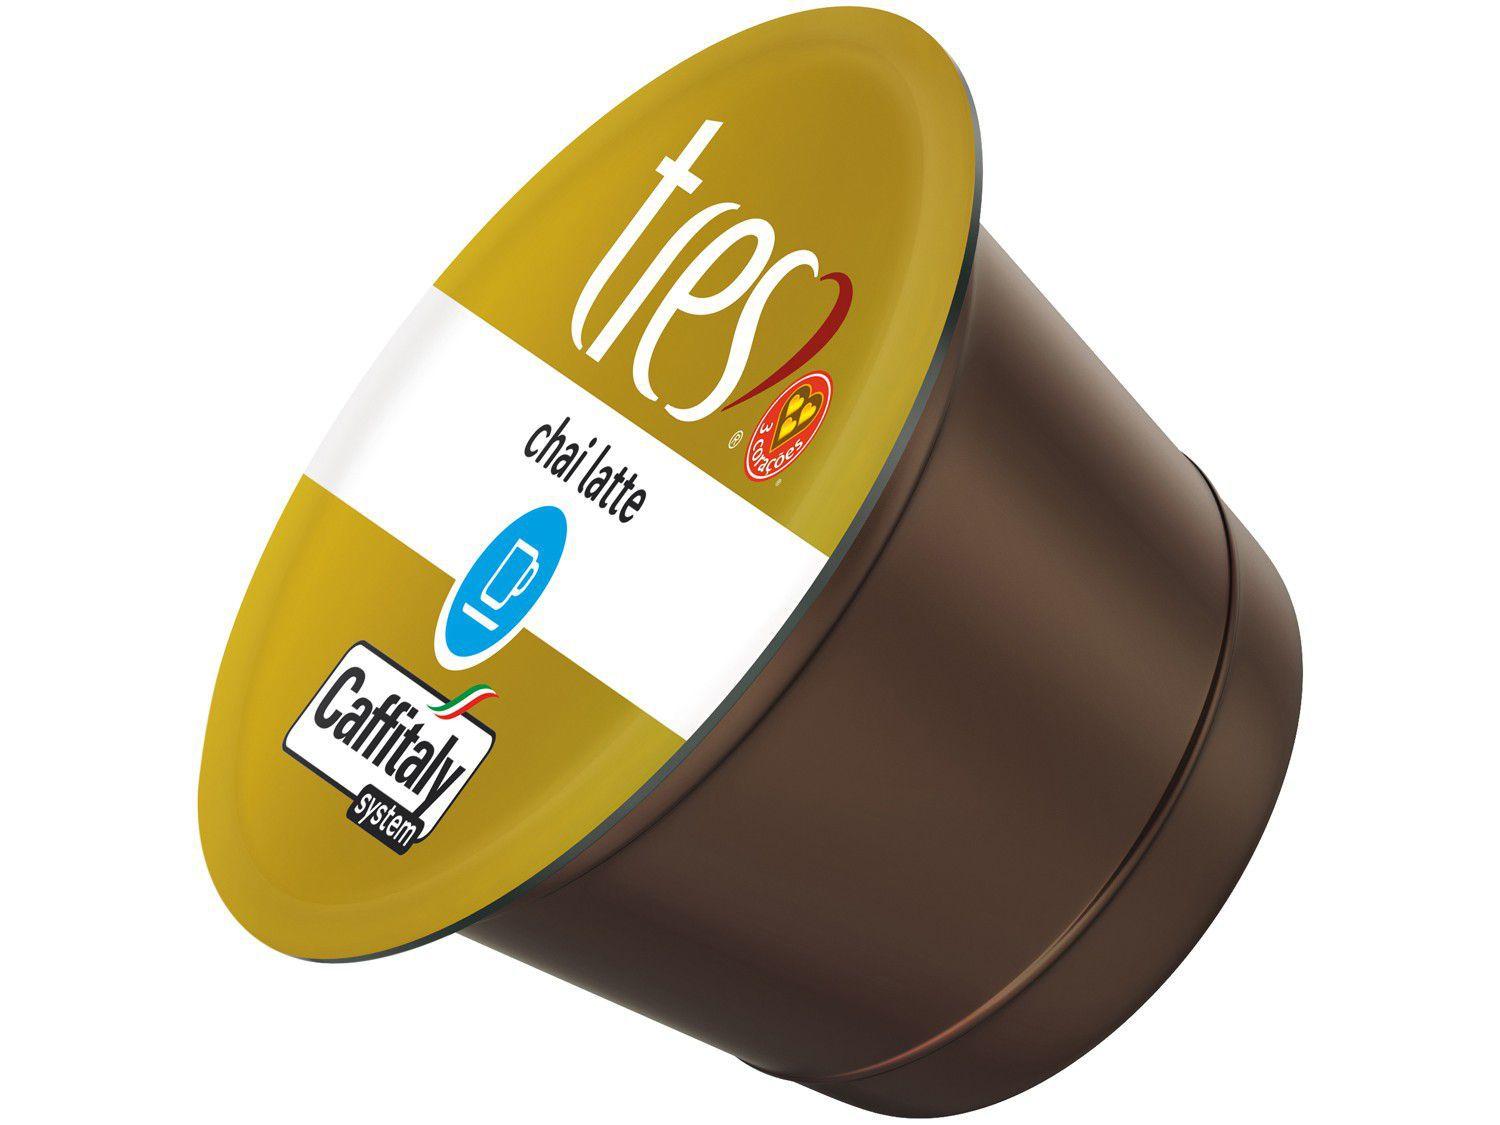 tres
®
3 corações
®
chai latte
Caffitaly
system